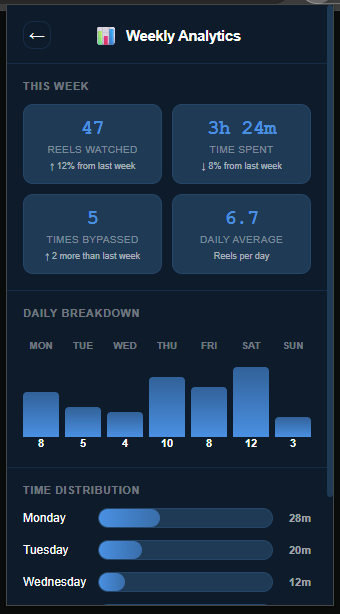 Weekly Analytics
THIS WEEK
47
REELS WATCHED
↑ 12% from last week
3h 24m
TIME SPENT
↓ 8% from last week
5
TIMES BYPASSED
↑ 2 more than last week
6.7
DAILY AVERAGE
Reels per day
DAILY BREAKDOWN
MON TUE WED THU FRI SAT SUN
8 5 4 10 8 12 3
TIME DISTRIBUTION
Monday 28m
Tuesday 20m
Wednesday 12m